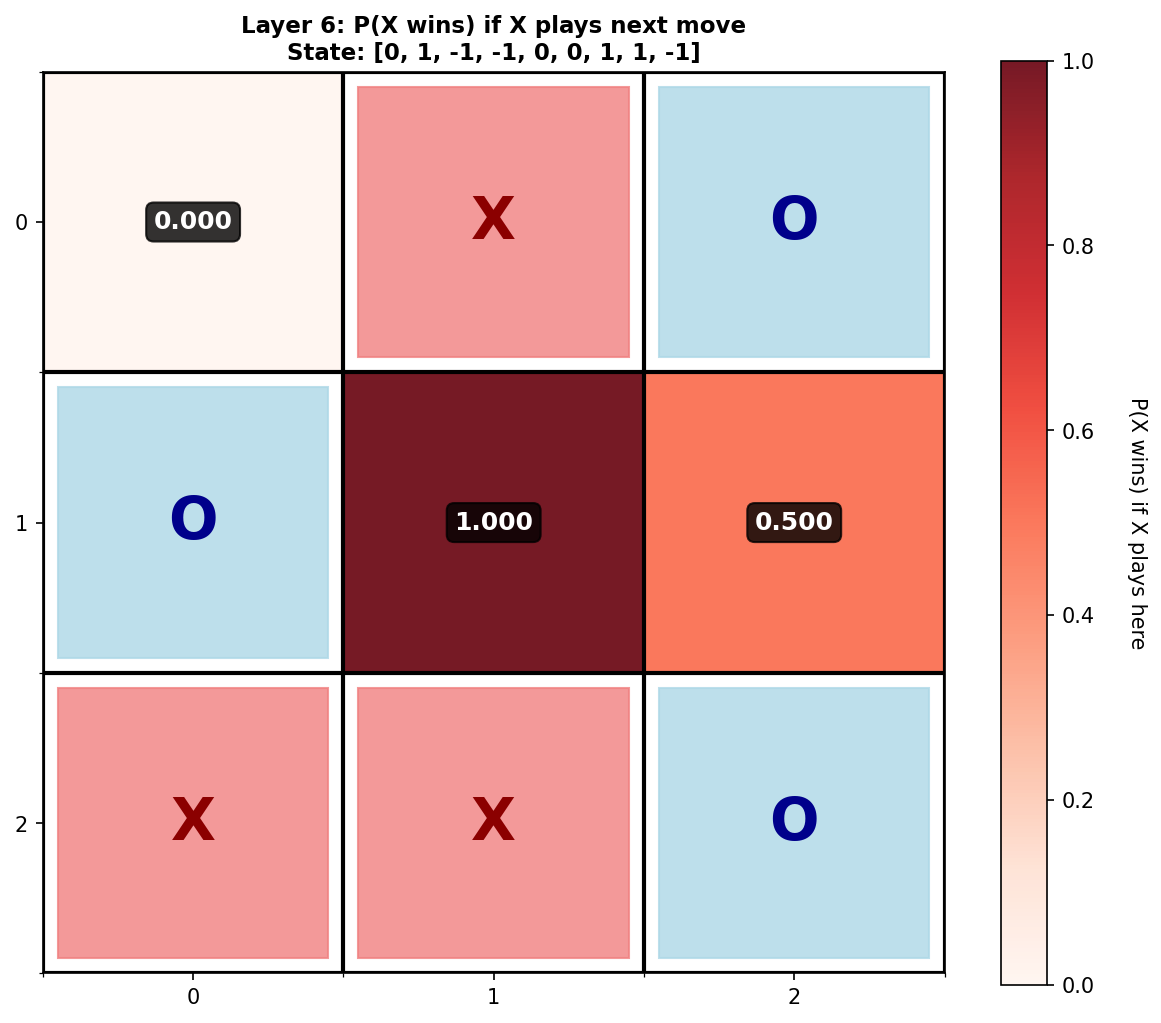 Layer 6: P(X wins) if X plays next move
State: [0, 1, -1, -1, 0, 0, 1, 1, -1]
0
0.000
X
O
1
O
1.000
0.500
2
X
X
O
0
1
2
1.0
0.8
0.6
0.4
0.2
0.0
P(X wins) if X plays here